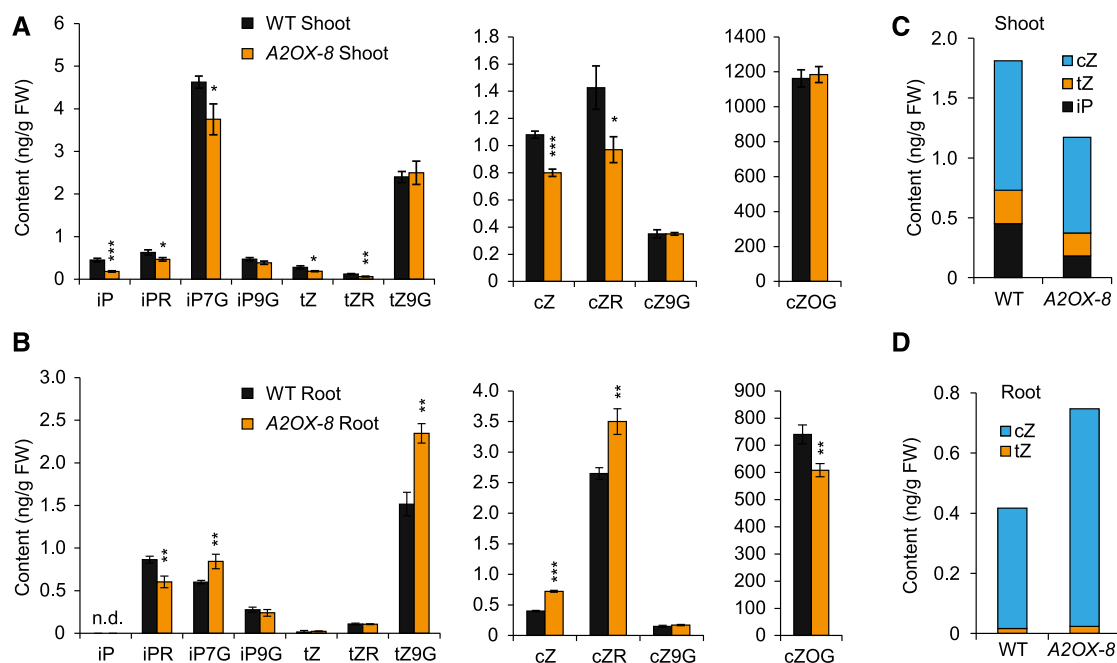 A
WT Shoot
A2OX-8 Shoot
Content (ng/g FW)
6
5
4
3
2
1
0
***
*
*
*
**
iP
iPR
iP7G
iP9G
tZ
tZR
tZ9G
1.8
1.6
1.4
1.2
1.0
0.8
0.6
0.4
0.2
0
***
*
cZ
cZR
cZ9G
1400
1200
1000
800
600
400
200
0
cZOG
C
Shoot
cZ
tZ
iP
Content (ng/g FW)
2.0
1.5
1.0
0.5
0
WT
A2OX-8
B
WT Root
A2OX-8 Root
Content (ng/g FW)
3.0
2.5
2.0
1.5
1.0
0.5
0
n.d.
**
**
**
iP
iPR
iP7G
iP9G
tZ
tZR
tZ9G
4.0
3.5
3.0
2.5
2.0
1.5
1.0
0.5
0
***
**
cZ
cZR
cZ9G
900
800
700
600
500
400
300
200
100
0
**
cZOG
D
Root
cZ
tZ
Content (ng/g FW)
0.8
0.6
0.4
0.2
0
WT
A2OX-8